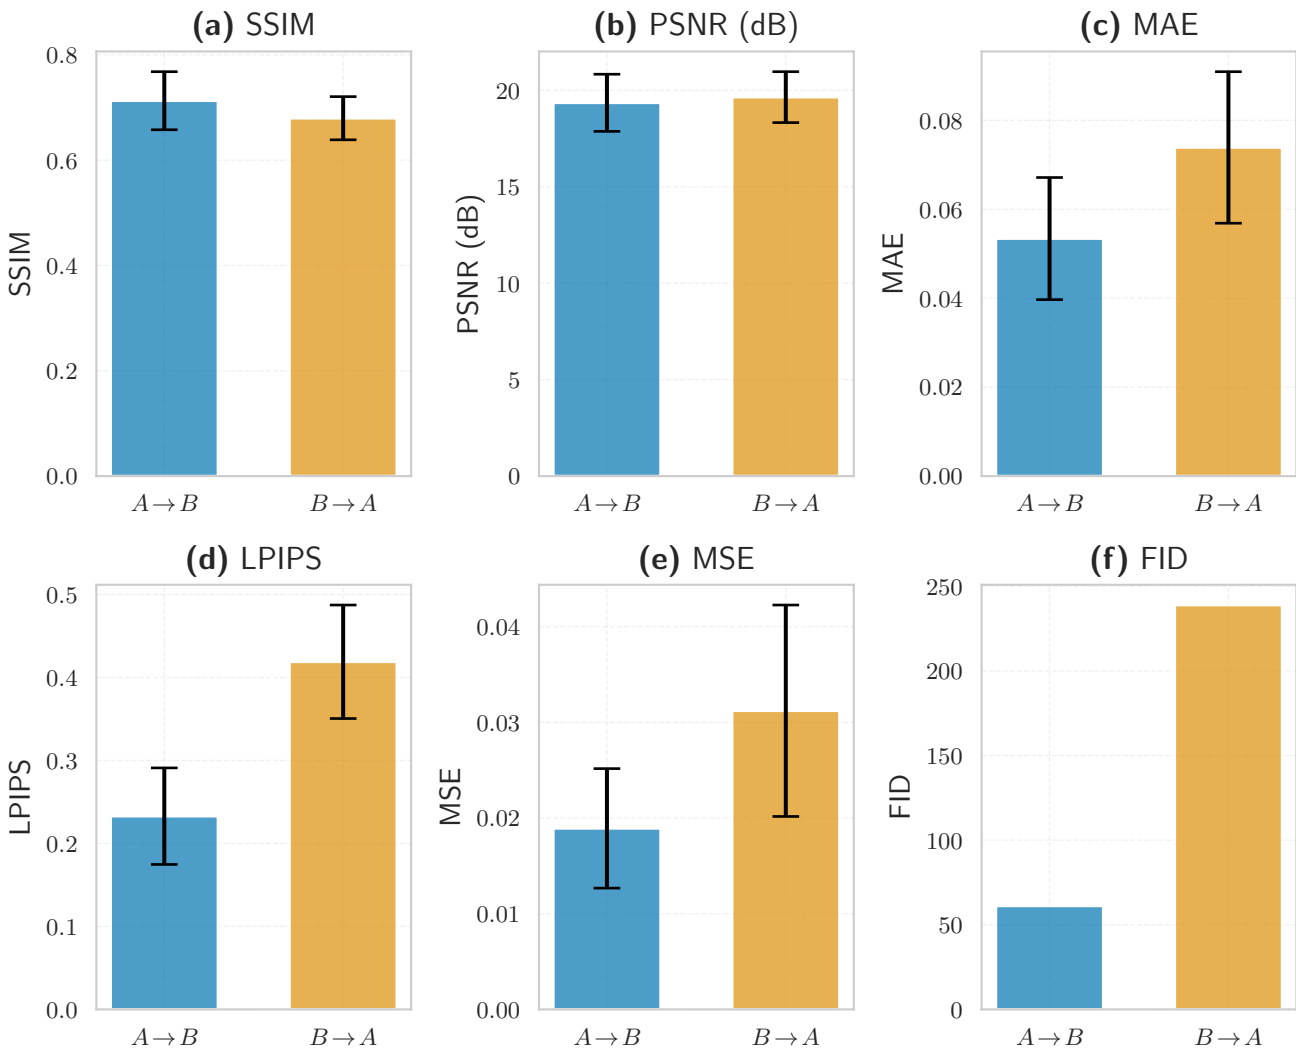 (a) SSIM
SSIM
0.8
0.6
0.4
0.2
0.0
A→B
B→A
(b) PSNR (dB)
PSNR (dB)
20
15
10
5
0
A→B
B→A
(c) MAE
MAE
0.08
0.06
0.04
0.02
0.00
A→B
B→A
(d) LPIPS
LPIPS
0.5
0.4
0.3
0.2
0.1
0.0
A→B
B→A
(e) MSE
MSE
0.04
0.03
0.02
0.01
0.00
A→B
B→A
(f) FID
FID
250
200
150
100
50
0
A→B
B→A